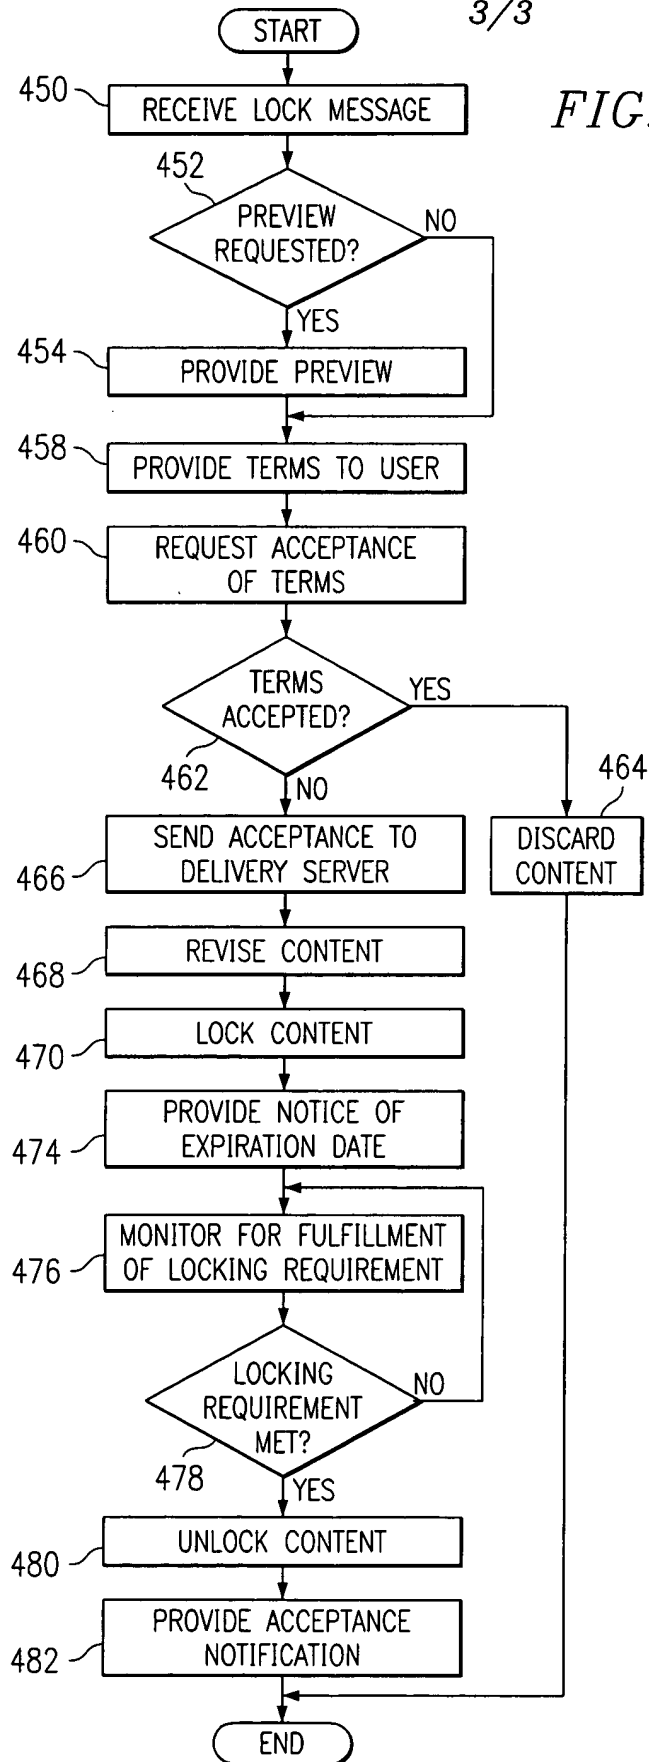 3/3
START
FIG.
450
RECEIVE LOCK MESSAGE
452
PREVIEW
REQUESTED?
NO
YES
454
PROVIDE PREVIEW
458
PROVIDE TERMS TO USER
460
REQUEST ACCEPTANCE
OF TERMS
TERMS
ACCEPTED?
YES
462
NO
464
SEND ACCEPTANCE TO
DELIVERY SERVER
466
DISCARD
CONTENT
REVISE CONTENT
468
LOCK CONTENT
470
PROVIDE NOTICE OF
EXPIRATION DATE
474
MONITOR FOR FULFILLMENT
OF LOCKING REQUIREMENT
476
LOCKING
REQUIREMENT
MET?
NO
478
YES
UNLOCK CONTENT
480
PROVIDE ACCEPTANCE
NOTIFICATION
482
END